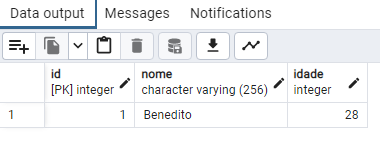 Data output Messages Notifications
id nome idade
[PK] integer character varying (256) integer
1 1 Benedito 28